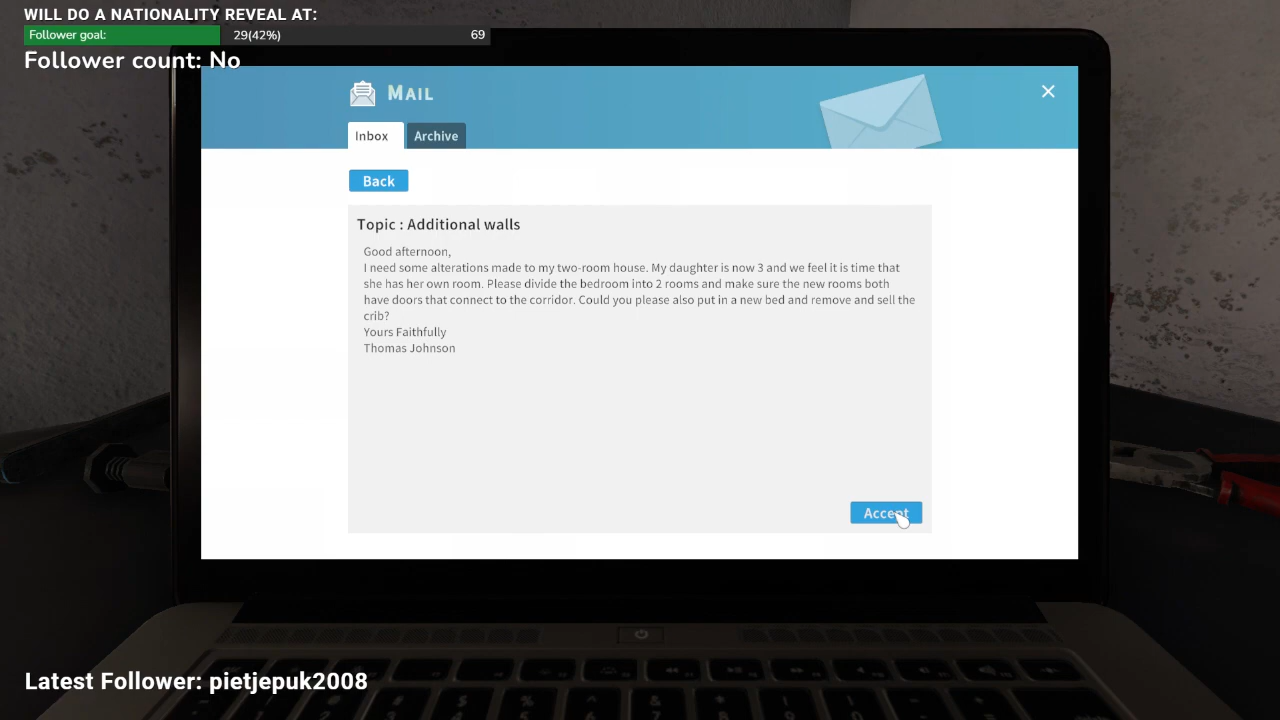 WILL DO A NATIONALITY REVEAL AT:
Follower goal: 29(42%) 69
Follower count: No
MAIL
Inbox Archive
Back
Topic : Additional walls
Good afternoon,
I need some alterations made to my two-room house. My daughter is now 3 and we feel it is time that
she has her own room. Please divide the bedroom into 2 rooms and make sure the new rooms both
have doors that connect to the corridor. Could you please also put in a new bed and remove and sell the
crib?
Yours Faithfully
Thomas Johnson
Accept
Latest Follower: pietjepuk2008